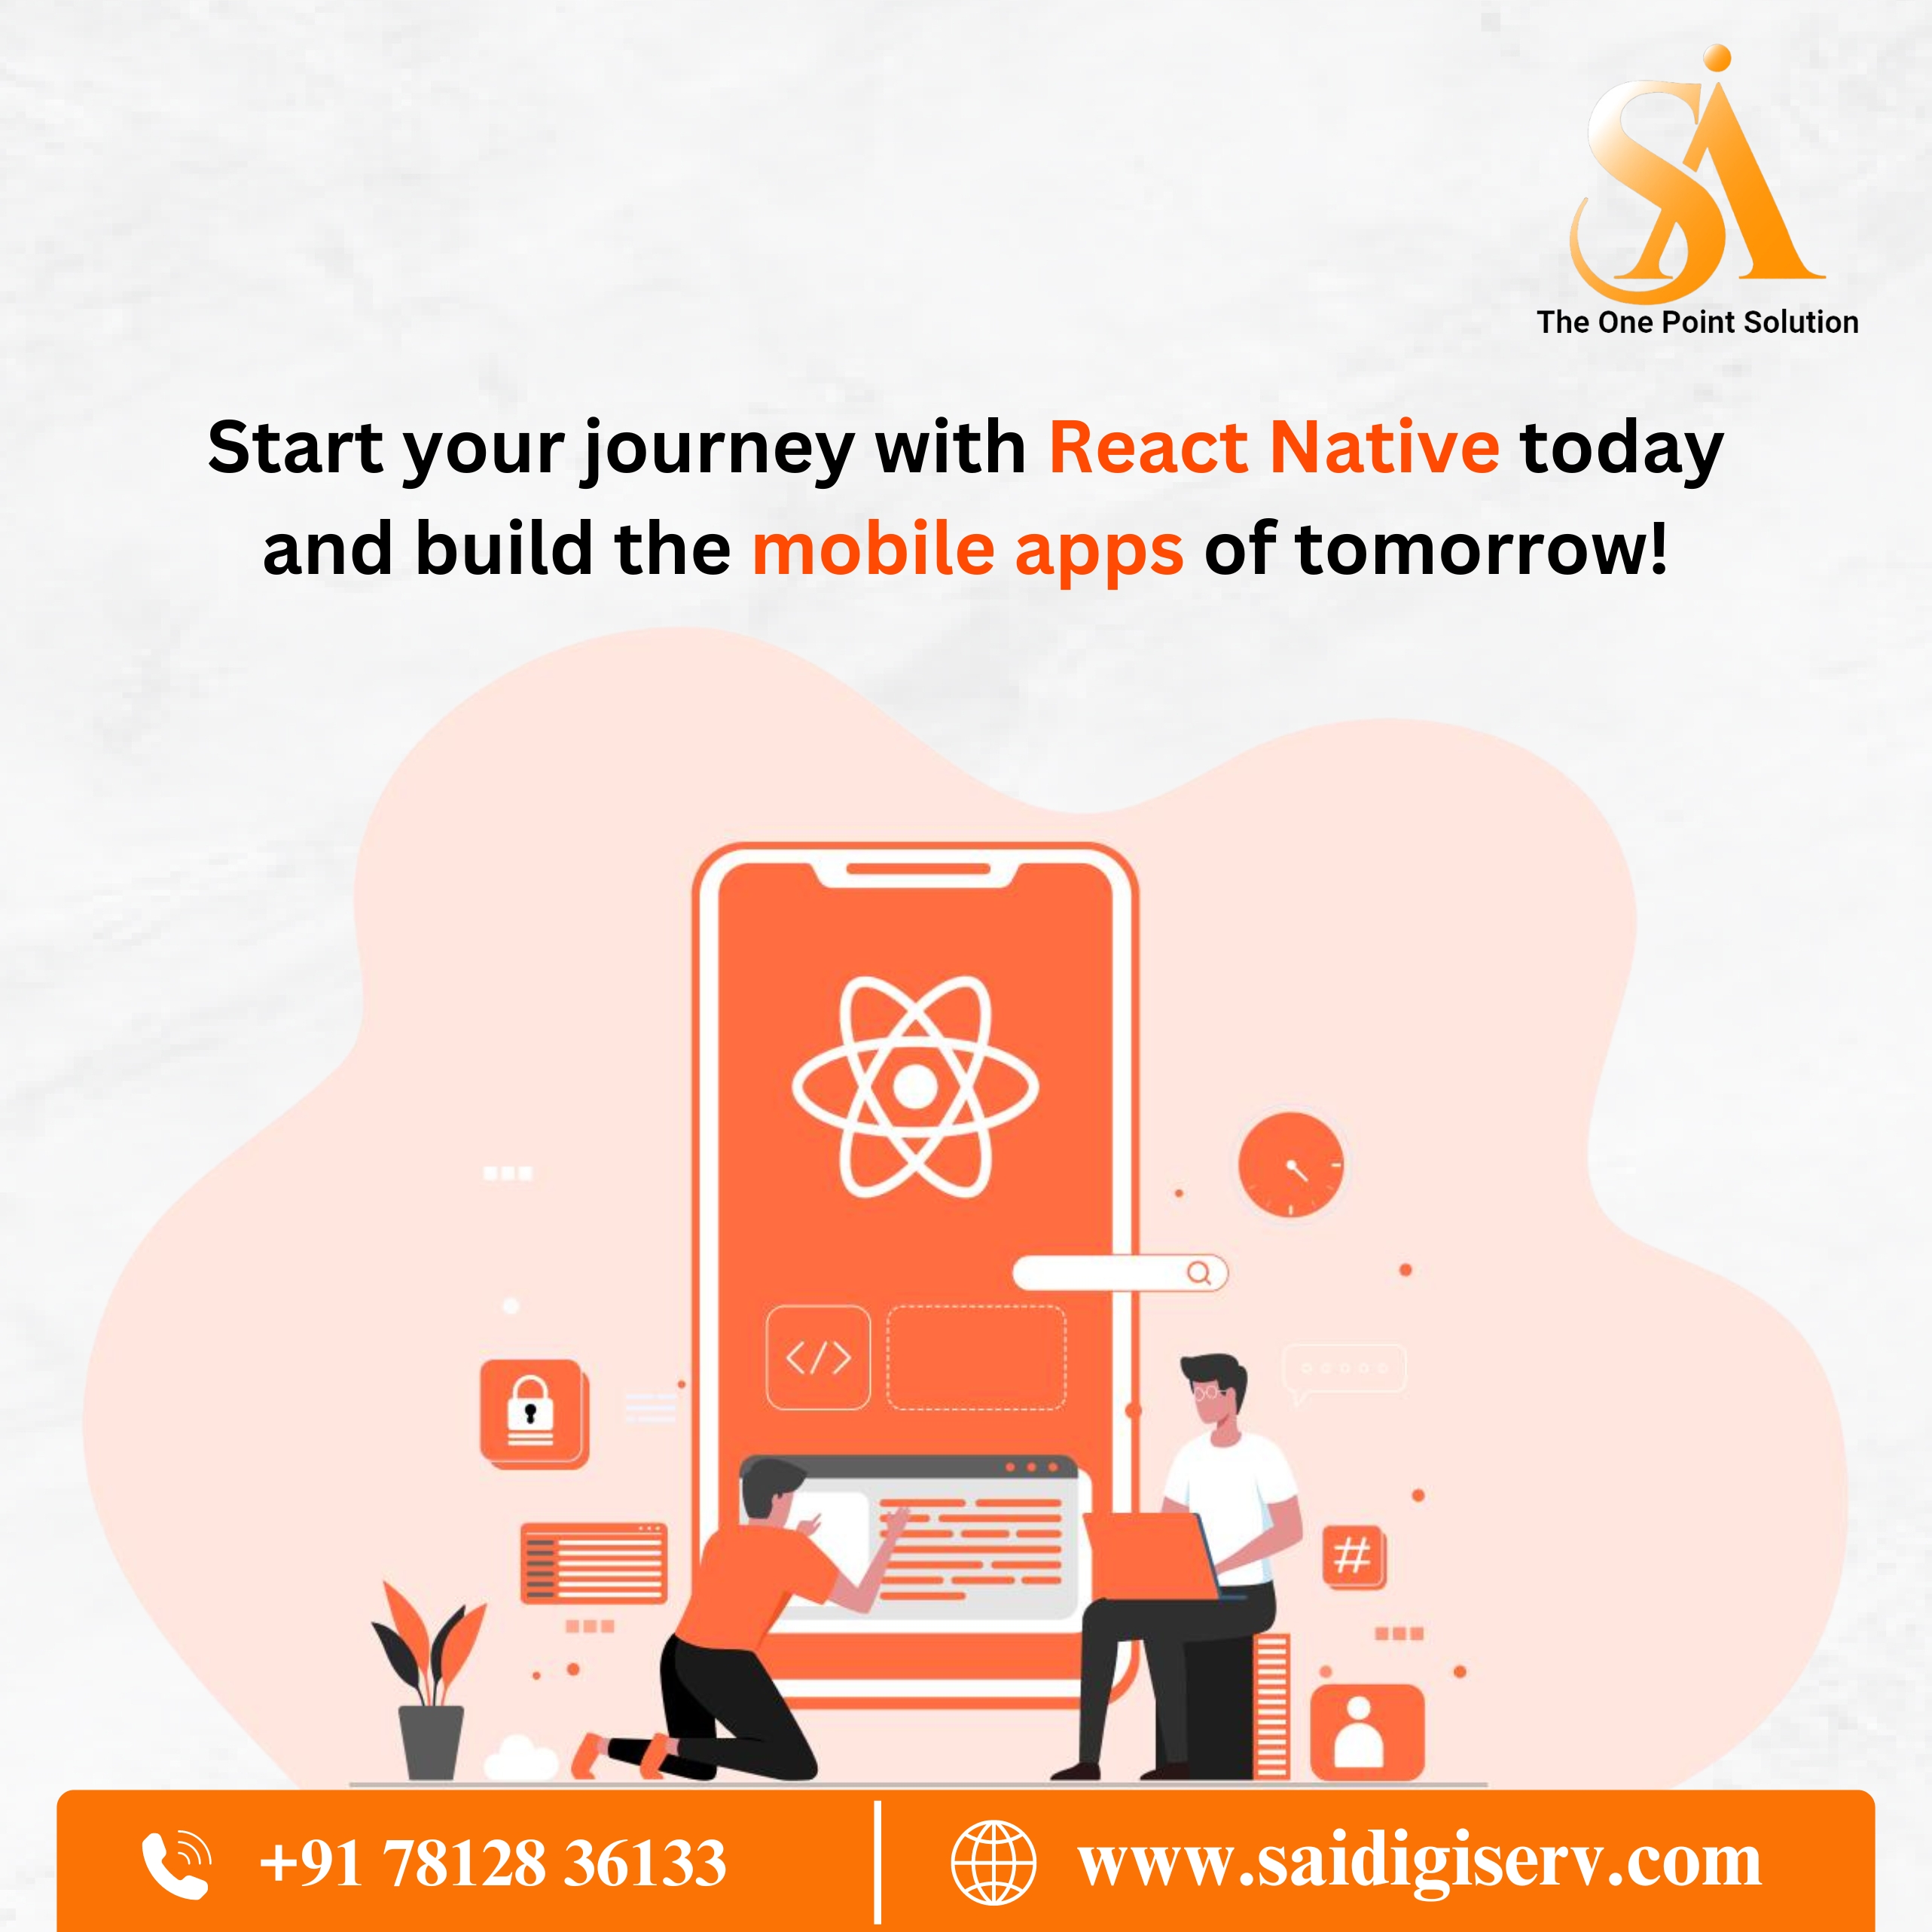 SAi
The One Point Solution
Start your journey with React Native today
and build the mobile apps of tomorrow!
</>
#
+91 78128 36133
www.saidigiserv.com